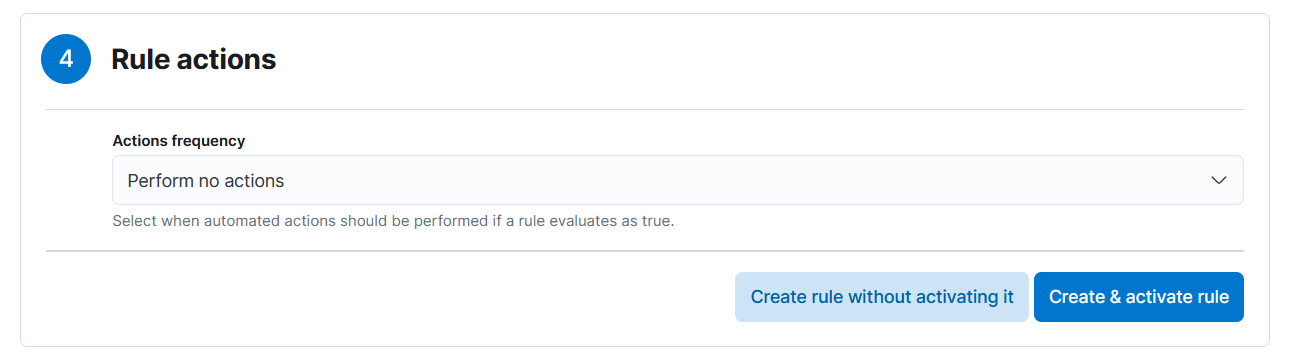 4
Rule actions
Actions frequency
Perform no actions
Select when automated actions should be performed if a rule evaluates as true.
Create rule without activating it
Create & activate rule